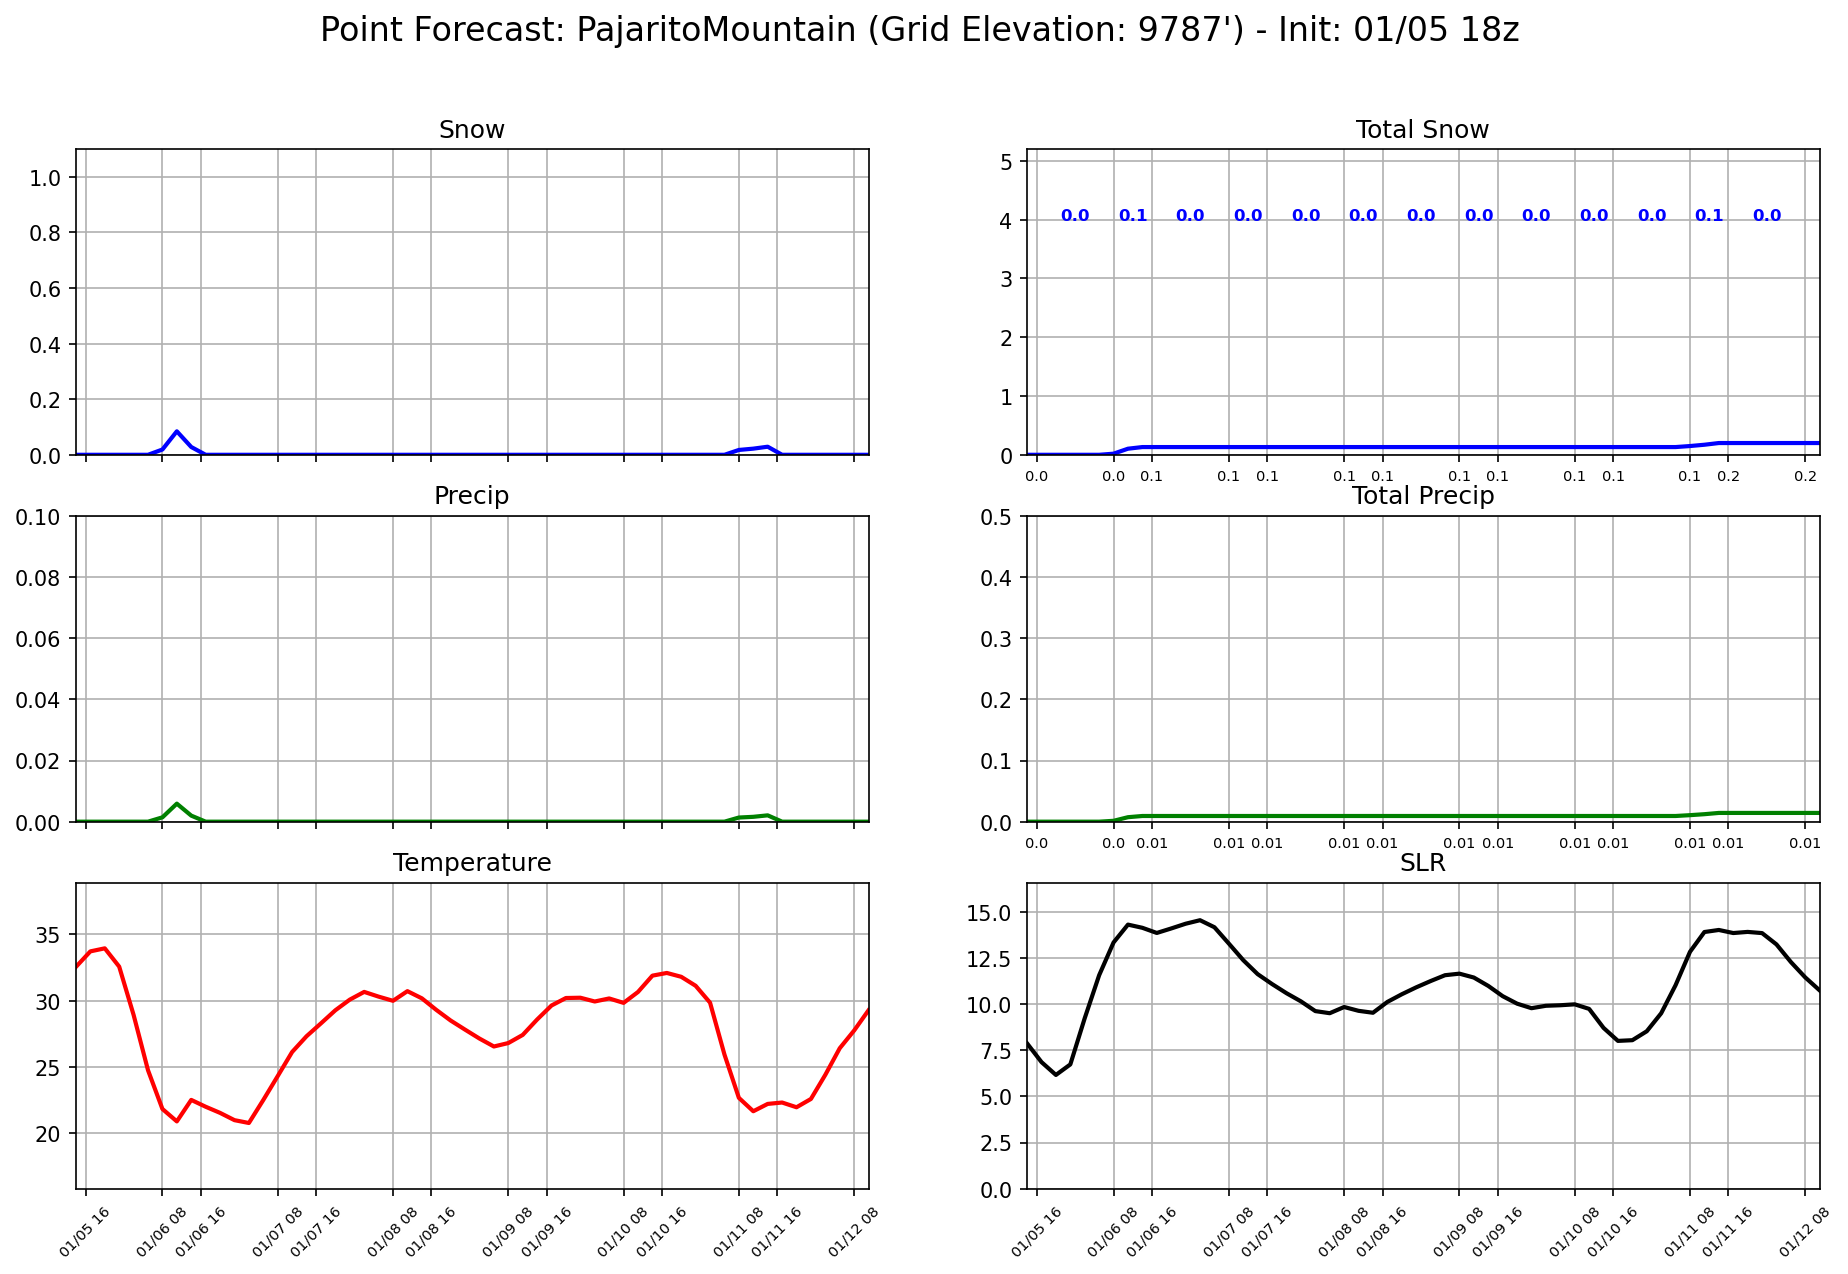 Point Forecast: PajaritoMountain (Grid Elevation: 9787') - Init: 01/05 18z
Snow
1.0
0.8
0.6
0.4
0.2
0.0
Total Snow
5
4
3
2
1
0
0.0 0.1 0.0 0.0 0.0 0.0 0.0 0.0 0.0 0.0 0.0 0.1 0.0
0.0 0.0 0.1 0.1 0.1 0.1 0.1 0.1 0.1 0.1 0.1 0.1 0.2 0.2
Precip
0.10
0.08
0.06
0.04
0.02
0.00
Total Precip
0.5
0.4
0.3
0.2
0.1
0.0
0.0 0.0 0.01 0.01 0.01 0.01 0.01 0.01 0.01 0.01 0.01 0.01 0.01 0.01
Temperature
35
30
25
20
01/05 16 01/06 08 01/06 16 01/07 08 01/07 16 01/08 08 01/08 16 01/09 08 01/09 16 01/10 08 01/10 16 01/11 08 01/11 16 01/12 08
SLR
15.0
12.5
10.0
7.5
5.0
2.5
0.0
01/05 16 01/06 08 01/06 16 01/07 08 01/07 16 01/08 08 01/08 16 01/09 08 01/09 16 01/10 08 01/10 16 01/11 08 01/11 16 01/12 08